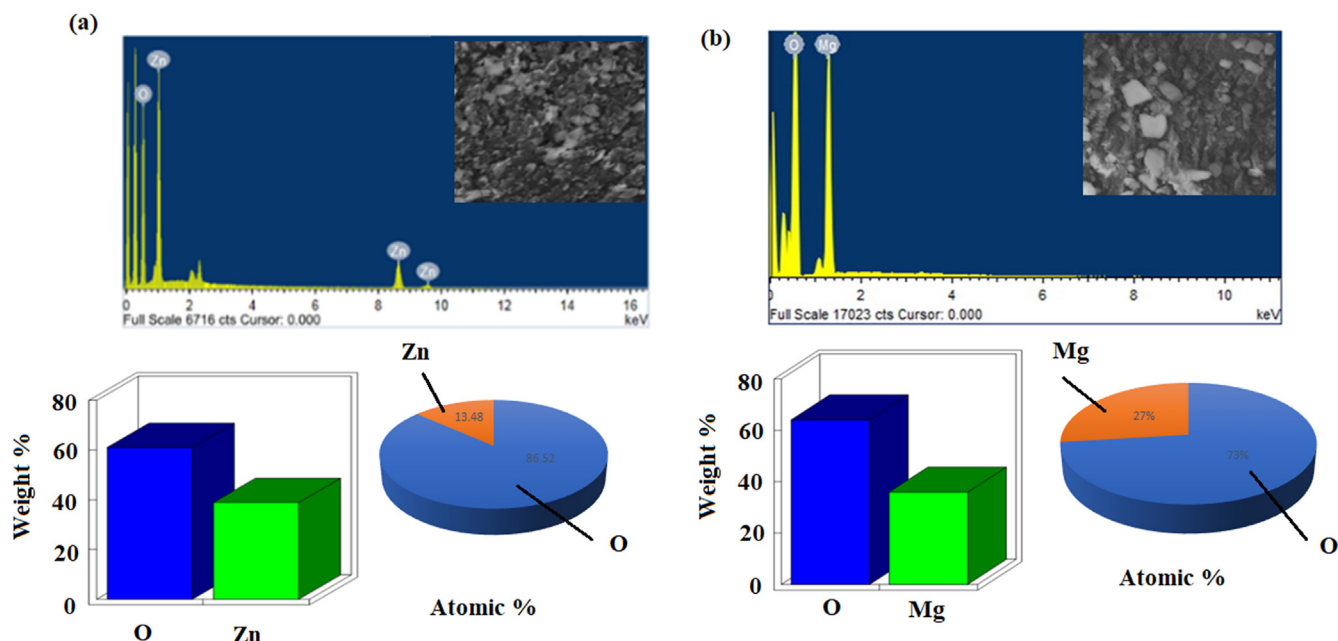 (a)
Zn
O
Zn
Zn
0 2 4 6 8 10 12 14 16
Full Scale 6716 cts Cursor: 0.000 keV
(b)
O Mg
0 2 4 6 8 10
Full Scale 17023 cts Cursor: 0.000 keV
Weight %
80
60
40
20
0
O Zn
Zn
13.48
86.52
O
Atomic %
Weight %
80
60
40
20
0
O Mg
Mg
27%
73%
O
Atomic %